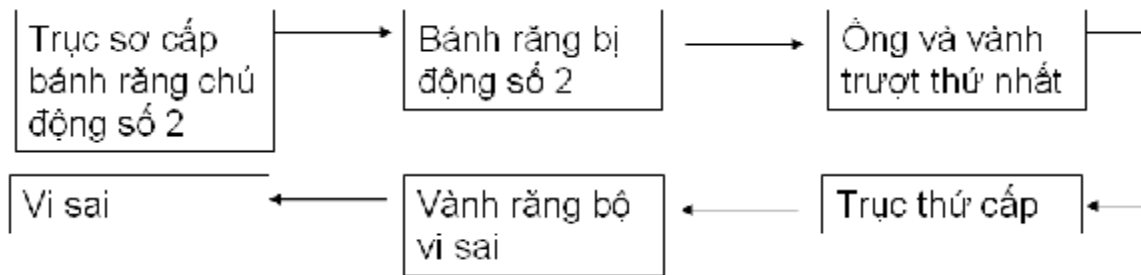 Trục sơ cấp
bánh răng chủ
động số 2
Bánh răng bị
động số 2
Ống và vành
trượt thứ nhất
Vi sai
Vành răng bộ
vi sai
Trục thứ cấp